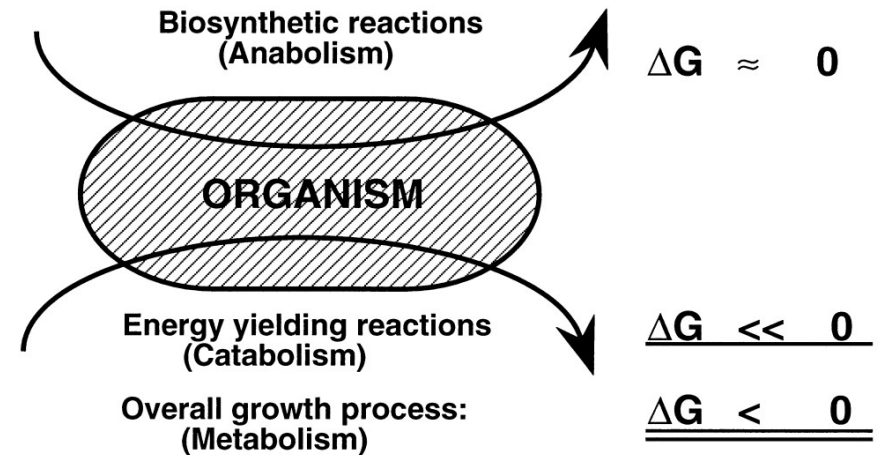 Biosynthetic reactions
(Anabolism)
ΔG ≈ 0
ORGANISM
Energy yielding reactions
(Catabolism)
ΔG << 0
Overall growth process:
(Metabolism)
ΔG < 0